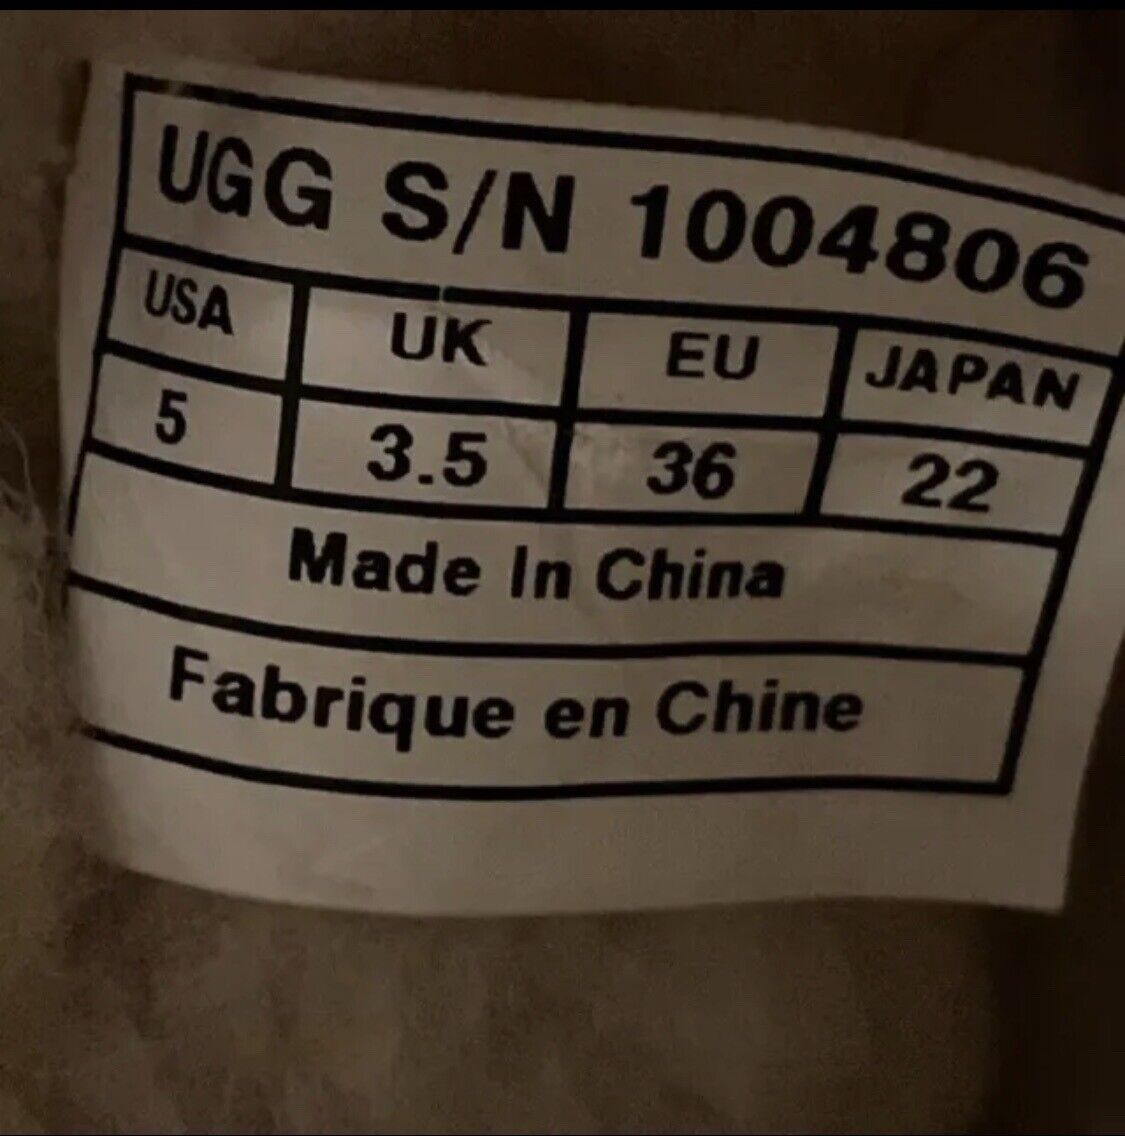 UGG S/N 1004806
USA UK EU JAPAN
5 3.5 36 22
Made In China
Fabrique en Chine